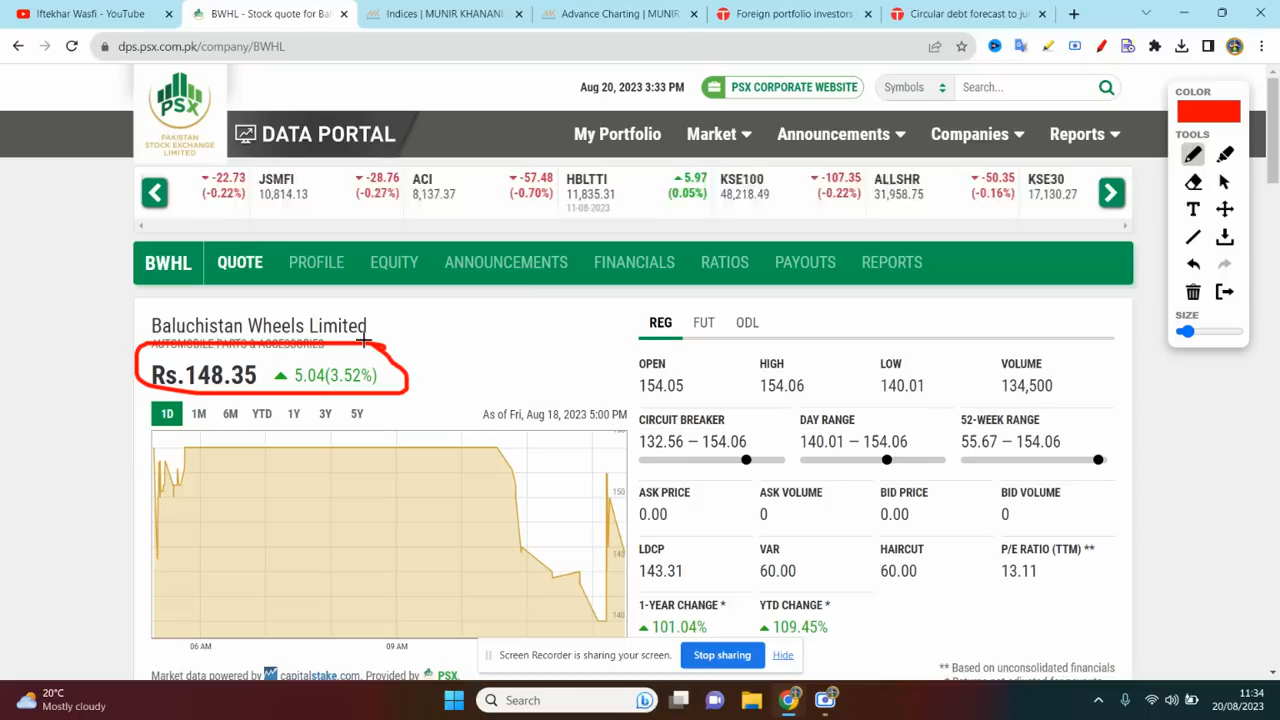 Iftekhar Wasfi - YouTube
BWHL - Stock quote for Bal
Indices | MUNIR KHANANI
Advance Charting | MUNIR
Foreign portfolio investors
Circular debt forecast to ju
dps.psx.com.pk/company/BWHL
PSX
PAKISTAN
STOCK EXCHANGE
LIMITED
Aug 20, 2023 3:33 PM
PSX CORPORATE WEBSITE
Symbols
Search...
DATA PORTAL
My Portfolio Market Announcements Companies Reports
-22.73
(-0.22%)
JSMFI
10,814.13
-28.76
(-0.27%)
ACI
8,137.37
-57.48
(-0.70%)
HBLTTI
11,835.31
11-08-2023
5.97
(0.05%)
KSE100
48,218.49
-107.35
(-0.22%)
ALLSHR
31,958.75
-50.35
(-0.16%)
KSE30
17,130.27
BWHL QUOTE PROFILE EQUITY ANNOUNCEMENTS FINANCIALS RATIOS PAYOUTS REPORTS
Baluchistan Wheels Limited
AUTOMOBILE PARTS & ACCESSORIES
Rs.148.35 5.04(3.52%)
1D 1M 6M YTD 1Y 3Y 5Y
As of Fri, Aug 18, 2023 5:00 PM
150
145
140
06 AM 09 AM
Market data powered by capitalstake.com. Provided by PSX
REG FUT ODL
OPEN HIGH LOW VOLUME
154.05 154.06 140.01 134,500
CIRCUIT BREAKER DAY RANGE 52-WEEK RANGE
132.56 — 154.06 140.01 — 154.06 55.67 — 154.06
ASK PRICE ASK VOLUME BID PRICE BID VOLUME
0.00 0 0.00 0
LDCP VAR HAIRCUT P/E RATIO (TTM) **
143.31 60.00 60.00 13.11
1-YEAR CHANGE * YTD CHANGE *
101.04% 109.45%
** Based on unconsolidated financials
Screen Recorder is sharing your screen. Stop sharing Hide
COLOR
TOOLS
T
SIZE
20°C
Mostly cloudy
Search
11:34
20/08/2023